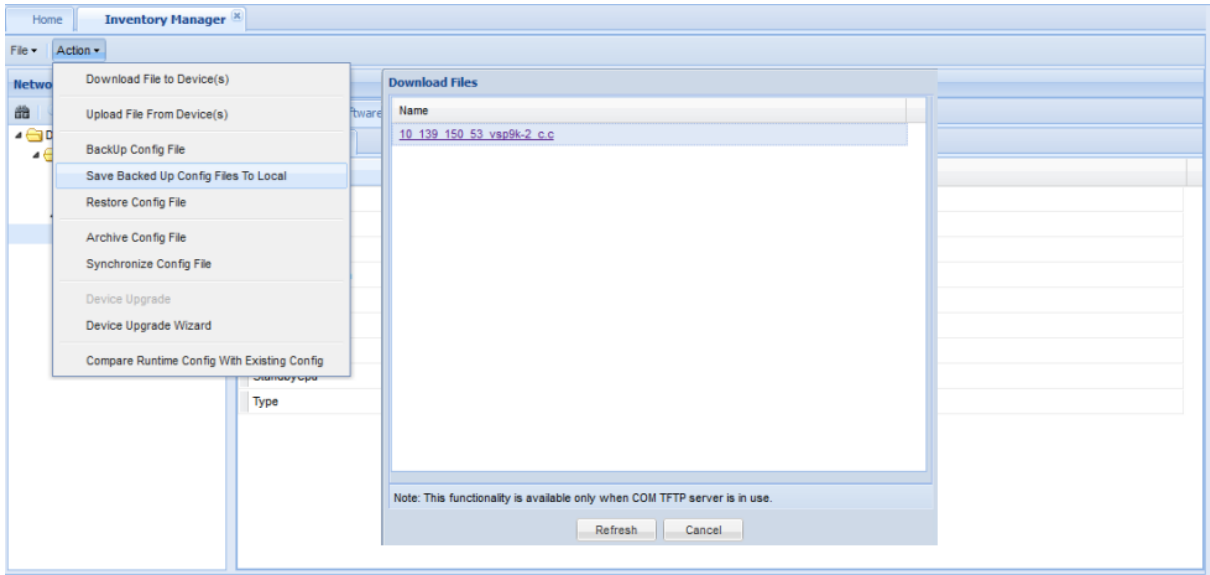 Home
Inventory Manager
File
Action
Netwo
Download File to Device(s)
Upload File From Device(s)
BackUp Config File
Save Backed Up Config Files To Local
Restore Config File
Archive Config File
Synchronize Config File
Device Upgrade
Device Upgrade Wizard
Compare Runtime Config With Existing Config
D
ftware
StandbyCpu
Type
Download Files
Name
10_139_150_53_vsp9k-2_c.c
Note: This functionality is available only when COM TFTP server is in use.
Refresh
Cancel